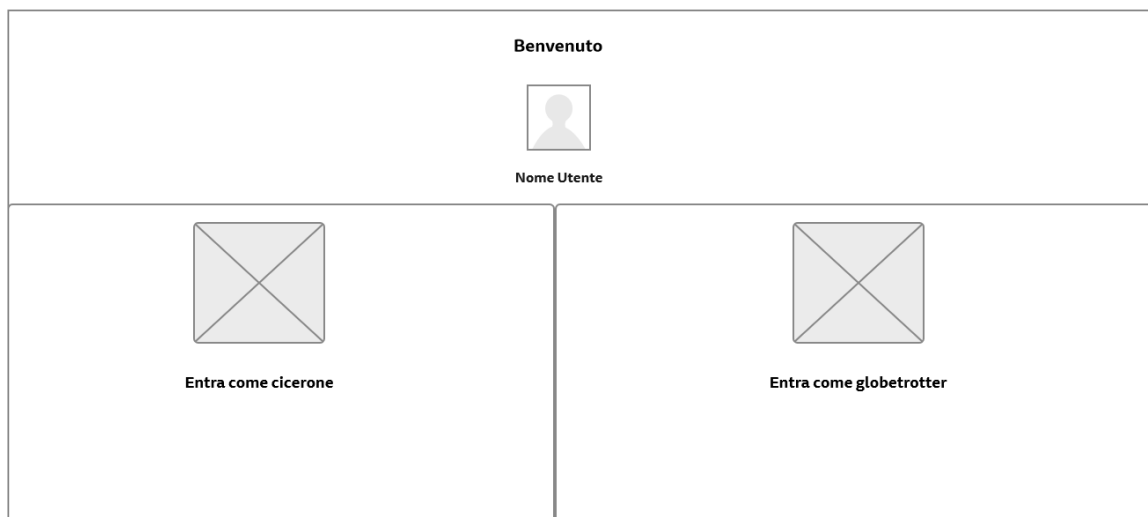 Benvenuto
Nome Utente
Entra come cicerone
Entra come globetrotter